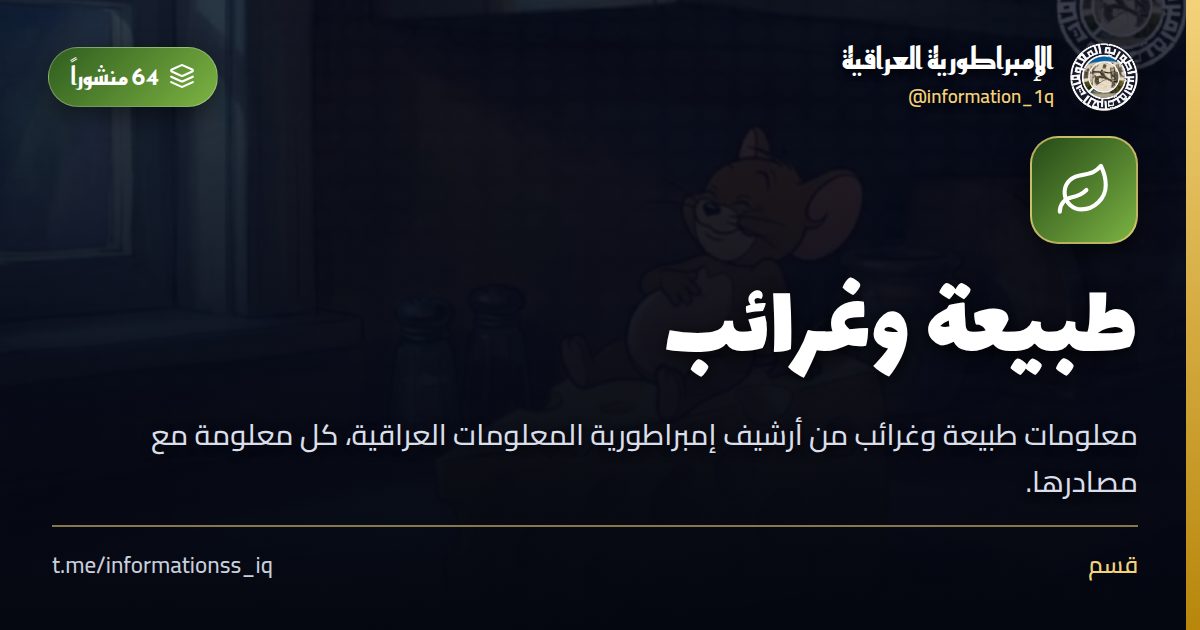 الإمبراطورية العراقية
@information_1q
64 منشوراً
طبيعة وغرائب
معلومات طبيعة وغرائب من أرشيف إمبراطورية المعلومات العراقية، كل معلومة مع
مصادرها.
قسم
t.me/informationss_iq